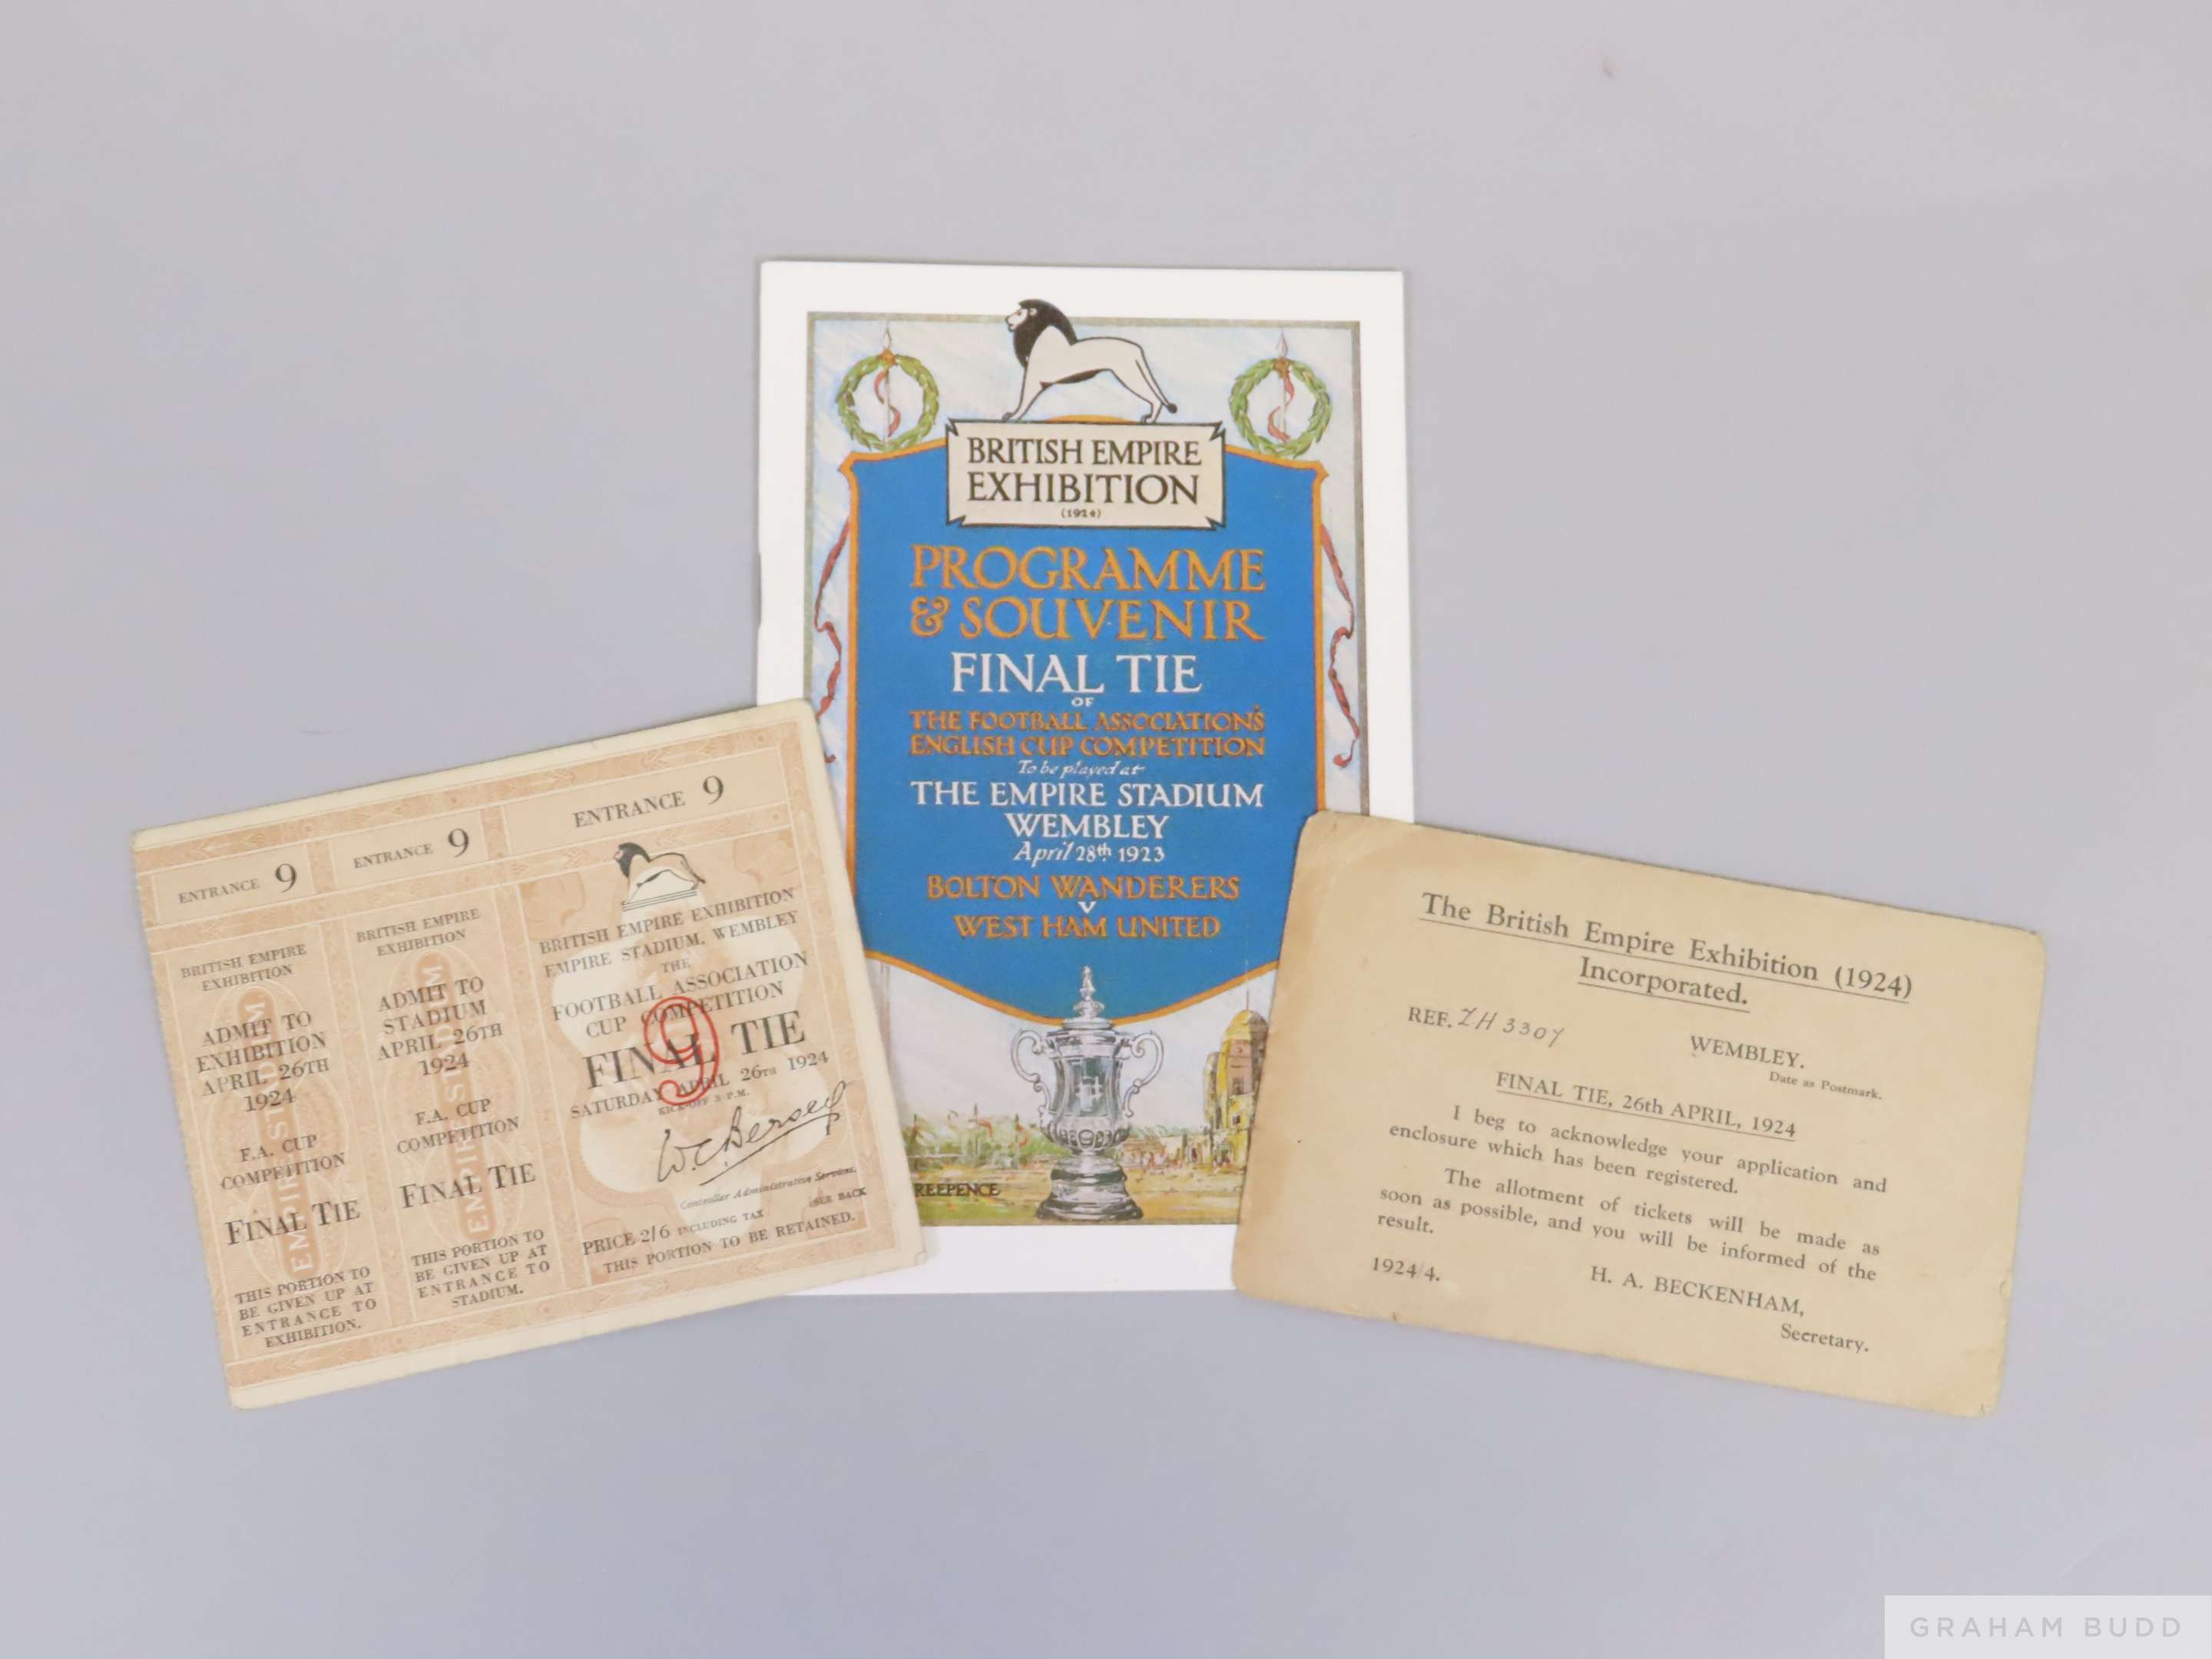 BRITISH EMPIRE
EXHIBITION
(1924)
PROGRAMME
& SOUVENIR
FINAL TIE
OF
THE FOOTBALL ASSOCIATION'S
ENGLISH CUP COMPETITION
To be played at
THE EMPIRE STADIUM
WEMBLEY
April 28th 1923
BOLTON WANDERERS
V
WEST HAM UNITED
REEPENCE
ENTRANCE 9
BRITISH EMPIRE
EXHIBITION
ADMIT TO
EXHIBITION
APRIL 26TH
1924
F.A. CUP
COMPETITION
FINAL TIE
THIS PORTION TO
BE GIVEN UP AT
ENTRANCE TO
EXHIBITION.
EMPIRE STADIUM
ENTRANCE 9
BRITISH EMPIRE
EXHIBITION
ADMIT TO
STADIUM
APRIL 26TH
1924
F.A. CUP
COMPETITION
FINAL TIE
THIS PORTION TO
BE GIVEN UP AT
ENTRANCE TO
STADIUM.
EMPIRE STADIUM
ENTRANCE 9
BRITISH EMPIRE EXHIBITION
EMPIRE STADIUM, WEMBLEY
THE
FOOTBALL ASSOCIATION
CUP COMPETITION
FINAL TIE
9
SATURDAY APRIL 26TH 1924
KICK-OFF 3 P.M.
Controller Administrative Services.
SEE BACK
PRICE 2/6 INCLUDING TAX
THIS PORTION TO BE RETAINED.
The British Empire Exhibition (1924)
Incorporated.
REF. ZH 3307
WEMBLEY.
Date as Postmark.
FINAL TIE, 26th APRIL, 1924
I beg to acknowledge your application and
enclosure which has been registered.
The allotment of tickets will be made as
soon as possible, and you will be informed of the
result.
1924/4.
H. A. BECKENHAM,
Secretary.
GRAHAM BUDD